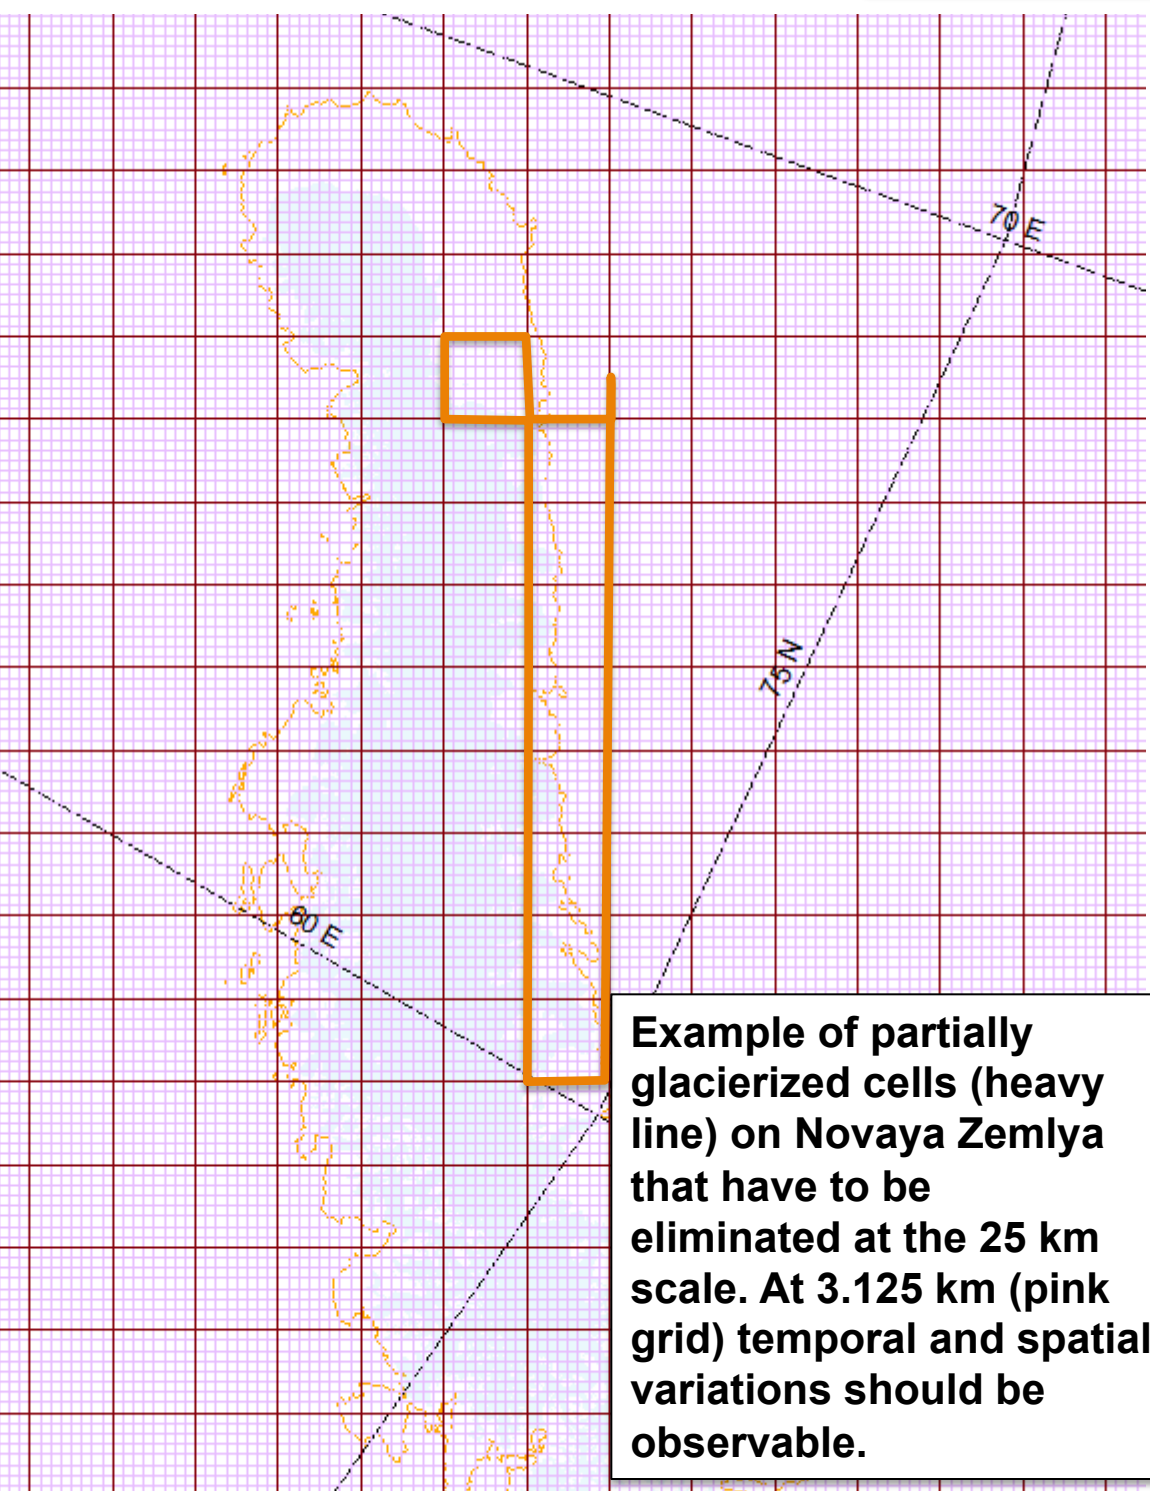 70 E
75 N
60 E
Example of partially
glacierized cells (heavy
line) on Novaya Zemlya
that have to be
eliminated at the 25 km
scale. At 3.125 km (pink
grid) temporal and spatial
variations should be
observable.